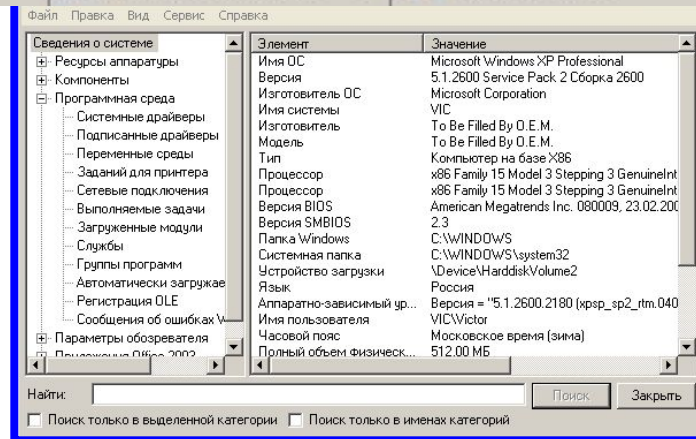 Файл Правка Вид Сервис Справка
Сведения о системе
Ресурсы аппаратуры
Компоненты
Программная среда
Системные драйверы
Подписанные драйверы
Переменные среды
Заданий для принтера
Сетевые подключения
Выполняемые задачи
Загруженные модули
Службы
Группы программ
Автоматически загружае
Регистрация OLE
Сообщения об ошибках W
Параметры обозревателя
Приложения Office 2003
Элемент Значение
Имя ОС Microsoft Windows XP Professional
Версия 5.1.2600 Service Pack 2 Сборка 2600
Изготовитель ОС Microsoft Corporation
Имя системы VIC
Изготовитель To Be Filled By O.E.M.
Модель To Be Filled By O.E.M.
Тип Компьютер на базе X86
Процессор x86 Family 15 Model 3 Stepping 3 GenuineInt
Процессор x86 Family 15 Model 3 Stepping 3 GenuineInt
Версия BIOS American Megatrends Inc. 080009, 23.02.200
Версия SMBIOS 2.3
Папка Windows C:\WINDOWS
Системная папка C:\WINDOWS\system32
Устройство загрузки \Device\HarddiskVolume2
Язык Россия
Аппаратно-зависимый ур... Версия = "5.1.2600.2180 (xpsp_sp2_rtm.040
Имя пользователя VIC\Victor
Часовой пояс Московское время (зима)
Полный объем физическ... 512.00 МБ
Найти: Поиск Закрыть
Поиск только в выделенной категории Поиск только в именах категорий